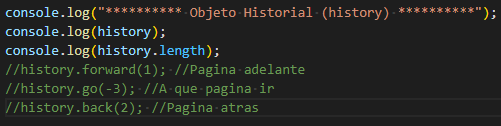 console.log("********** Objeto Historial (history) **********");
console.log(history);
console.log(history.length);
//history.forward(1); //Pagina adelante
//history.go(-3); //A que pagina ir
//history.back(2); //Pagina atras